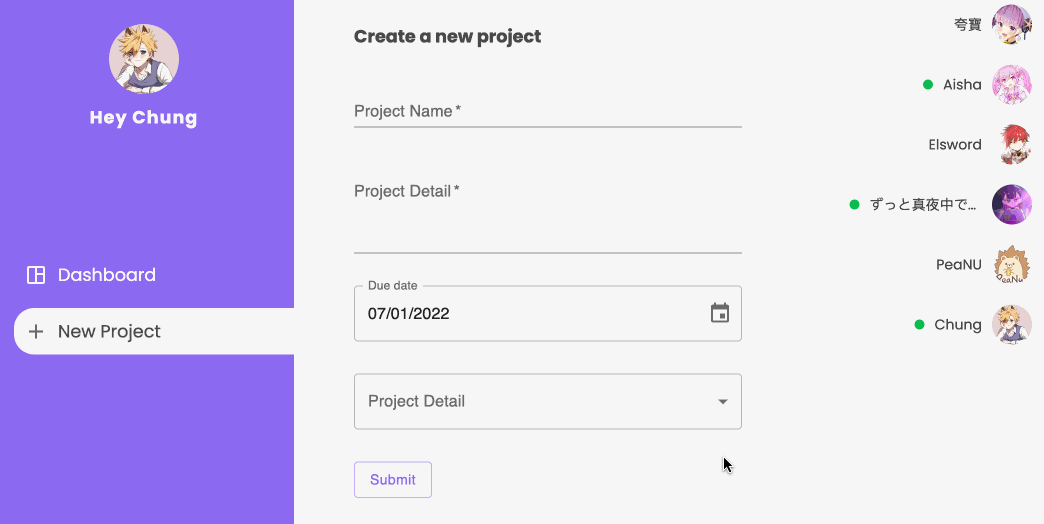 Hey Chung
Dashboard
New Project
Create a new project
Project Name *
Project Detail *
Due date
07/01/2022
Project Detail
Submit
夸寶
Aisha
Elsword
ずっと真夜中で...
PeaNU
PeaNu
Chung